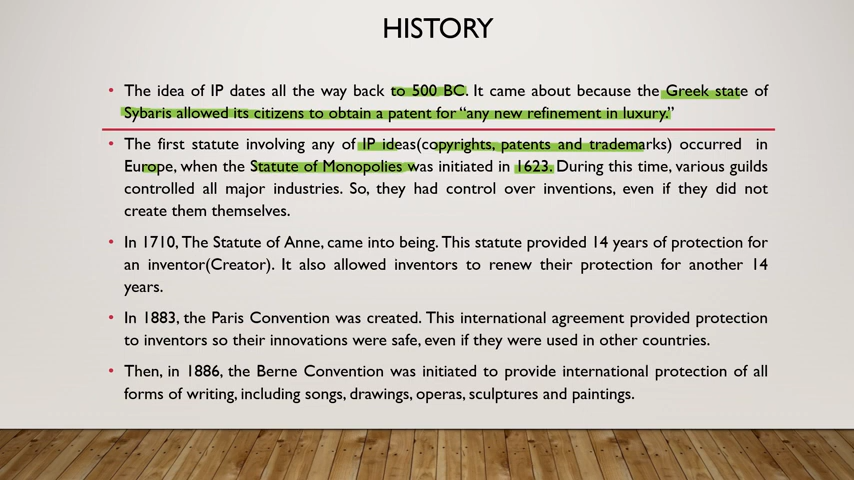 HISTORY
• The idea of IP dates all the way back to 500 BC. It came about because the Greek state of
Sybaris allowed its citizens to obtain a patent for “any new refinement in luxury.”
• The first statute involving any of IP ideas(copyrights, patents and trademarks) occurred in
Europe, when the Statute of Monopolies was initiated in 1623. During this time, various guilds
controlled all major industries. So, they had control over inventions, even if they did not
create them themselves.
• In 1710, The Statute of Anne, came into being. This statute provided 14 years of protection for
an inventor(Creator). It also allowed inventors to renew their protection for another 14
years.
• In 1883, the Paris Convention was created. This international agreement provided protection
to inventors so their innovations were safe, even if they were used in other countries.
• Then, in 1886, the Berne Convention was initiated to provide international protection of all
forms of writing, including songs, drawings, operas, sculptures and paintings.